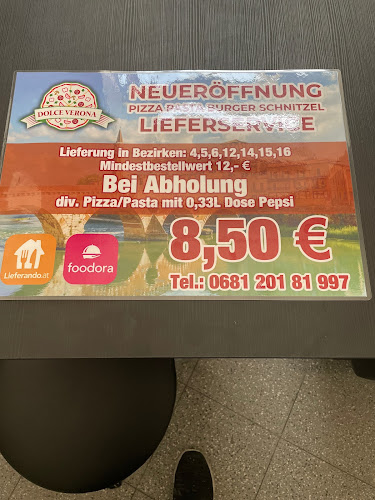 DOLCE VERONA
NEUERÖFFNUNG
PIZZA PASTA BURGER SCHNITZEL
LIEFERSERVICE
Lieferung in Bezirken: 4,5,6,12,14,15,16
Mindestbestellwert 12,- €
Bei Abholung
div. Pizza/Pasta mit 0,33L Dose Pepsi
8,50 €
Tel.: 0681 201 81 997
Lieferando.at
foodora